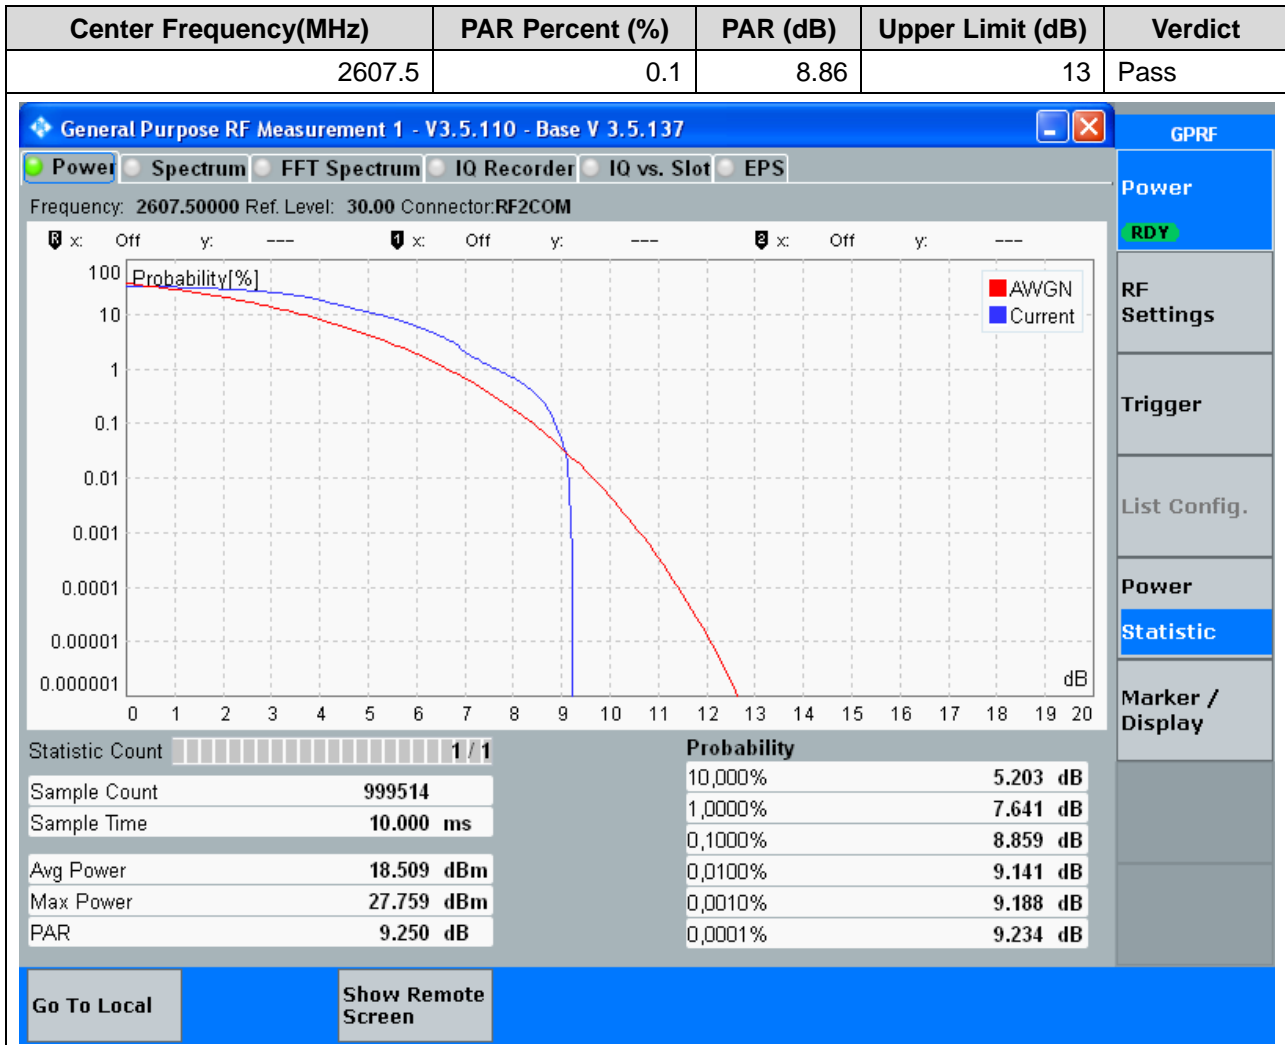 Center Frequency(MHz) PAR Percent (%) PAR (dB) Upper Limit (dB) Verdict
2607.5 0.1 8.86 13 Pass
General Purpose RF Measurement 1 - V3.5.110 - Base V 3.5.137
GPRF
Power Spectrum FFT Spectrum IQ Recorder IQ vs. Slot EPS
Power
RDY
Frequency: 2607.50000 Ref. Level: 30.00 Connector:RF2COM
R x: Off y: --- 1 x: Off y: --- 2 x: Off y: ---
100 Probability[%]
AWGN
Current
10
1
0.1
0.01
0.001
0.0001
0.00001
0.000001
dB
0 1 2 3 4 5 6 7 8 9 10 11 12 13 14 15 16 17 18 19 20
RF
Settings
Trigger
List Config.
Power
Statistic
Marker /
Display
Statistic Count 1 / 1
Sample Count 999514
Sample Time 10.000 ms
Avg Power 18.509 dBm
Max Power 27.759 dBm
PAR 9.250 dB
Probability
10,000% 5.203 dB
1,0000% 7.641 dB
0,1000% 8.859 dB
0,0100% 9.141 dB
0,0010% 9.188 dB
0,0001% 9.234 dB
Go To Local
Show Remote
Screen